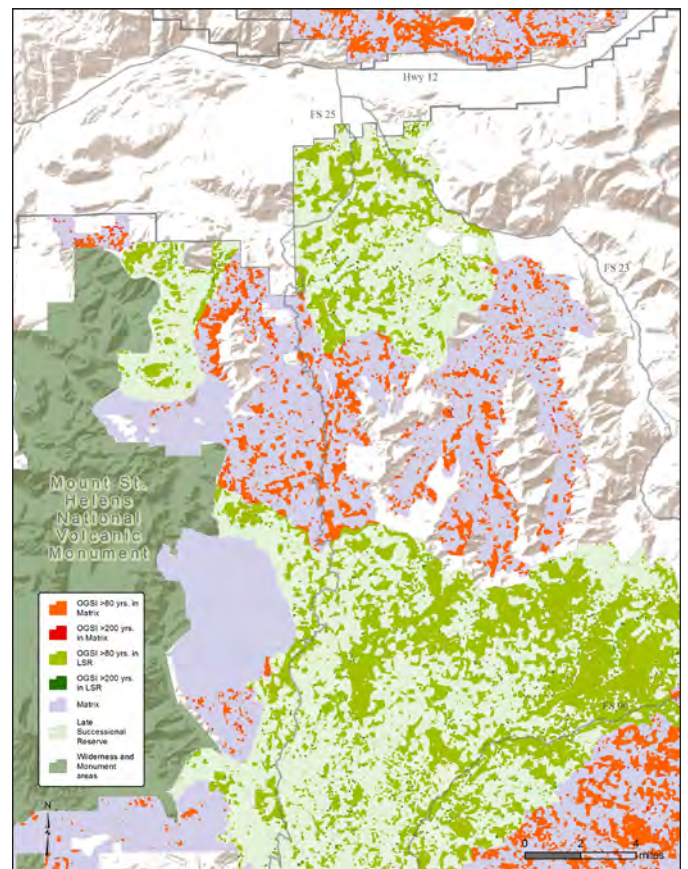 Hwy 12
FS 25
FS 23
Mount St.
Helens
National
Volcanic
Monument
OGSI >80 yrs. in
Matrix
OGSI >200 yrs.
in Matrix
OGSI >80 yrs. in
LSR
OGSI >200 yrs.
in LSR
Matrix
Late
Successional
Reserve
Wilderness and
Monument
areas
FS 90
N
0 2 4
miles